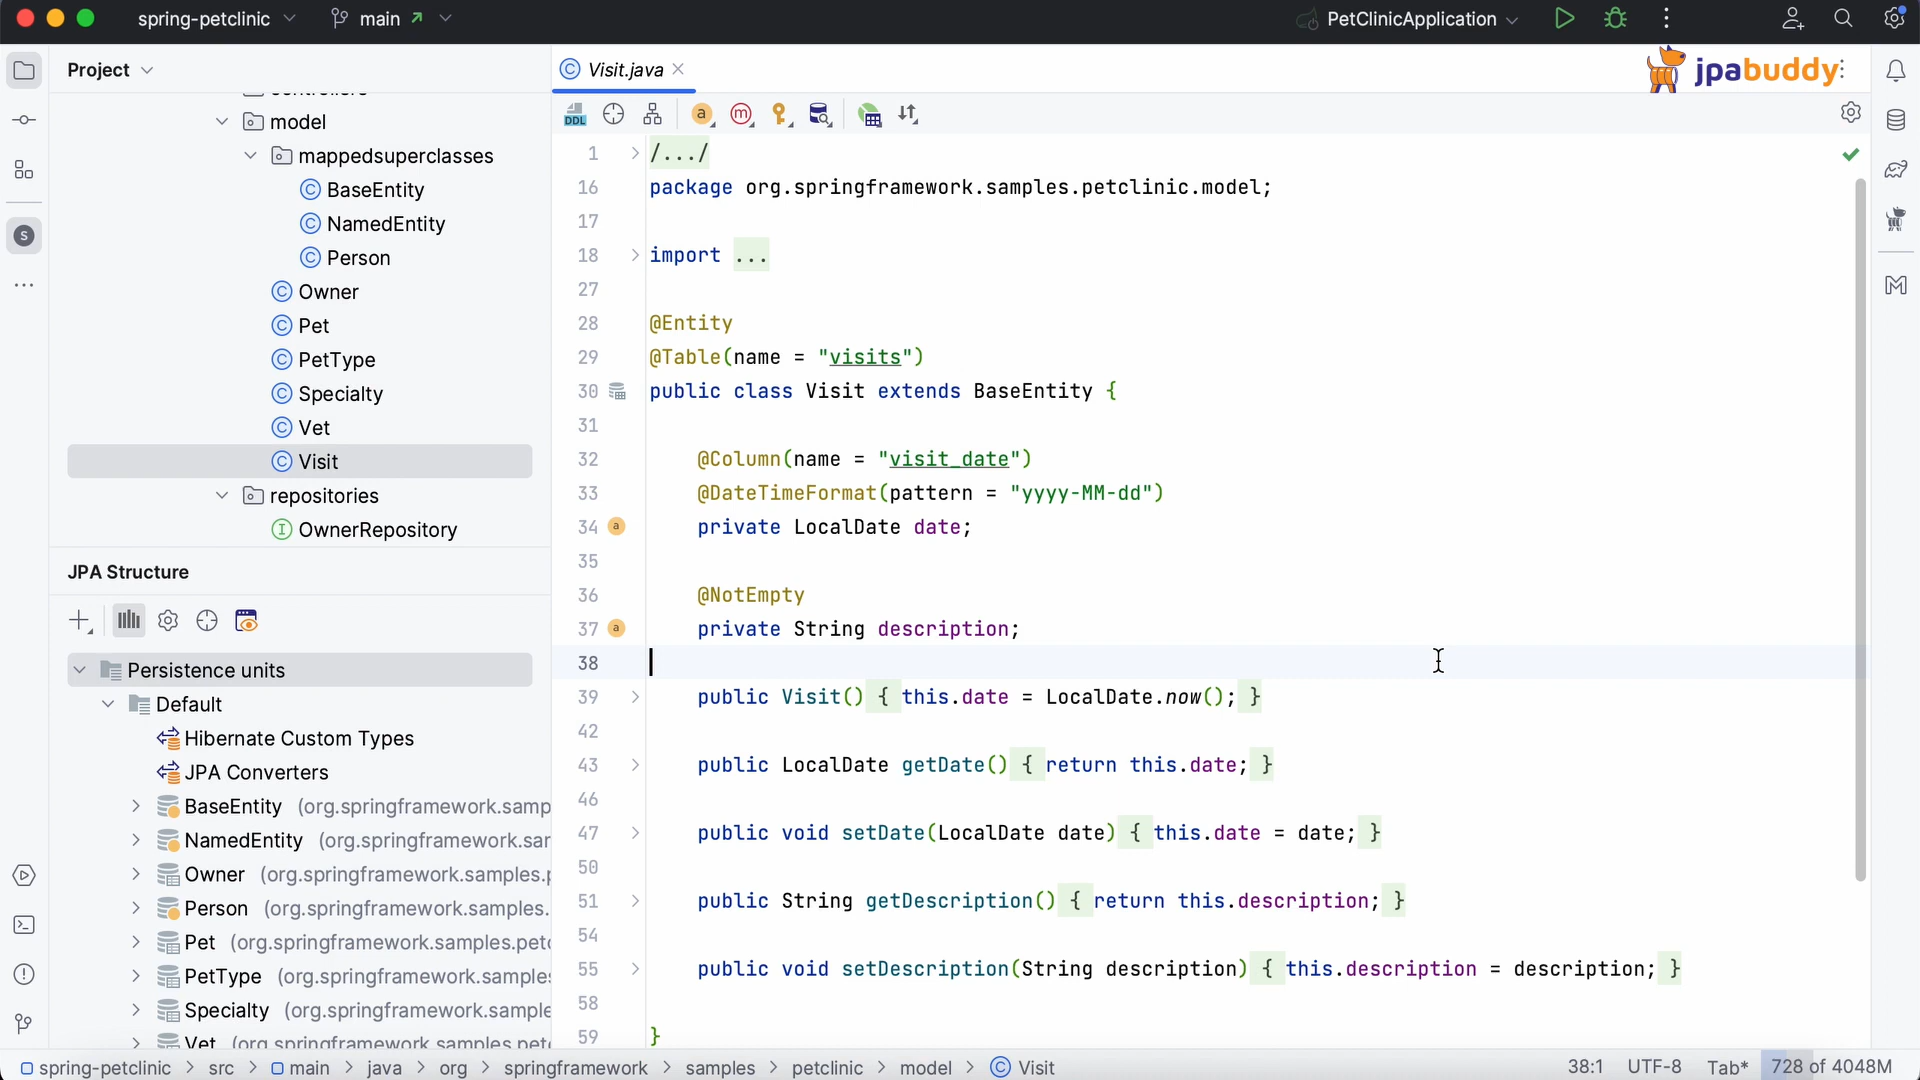 spring-petclinic
main
PetClinicApplication
Project
Visit.java
jpabuddy
controllers
model
mappedsuperclasses
BaseEntity
NamedEntity
Person
Owner
Pet
PetType
Specialty
Vet
Visit
repositories
OwnerRepository
JPA Structure
Persistence units
Default
Hibernate Custom Types
JPA Converters
BaseEntity (org.springframework.samp
NamedEntity (org.springframework.sar
Owner (org.springframework.samples.p
Person (org.springframework.samples.
Pet (org.springframework.samples.petc
PetType (org.springframework.samples
Specialty (org.springframework.sample
Vet (org.springframework.samples.pet
DDL
1 /.../
16 package org.springframework.samples.petclinic.model;
17
18 import ...
27
28 @Entity
29 @Table(name = "visits")
30 public class Visit extends BaseEntity {
31
32 @Column(name = "visit_date")
33 @DateTimeFormat(pattern = "yyyy-MM-dd")
34 private LocalDate date;
35
36 @NotEmpty
37 private String description;
38
39 public Visit() { this.date = LocalDate.now(); }
42
43 public LocalDate getDate() { return this.date; }
46
47 public void setDate(LocalDate date) { this.date = date; }
50
51 public String getDescription() { return this.description; }
54
55 public void setDescription(String description) { this.description = description; }
58
59 }
spring-petclinic > src > main > java > org > springframework > samples > petclinic > model > Visit
38:1 UTF-8 Tab* 728 of 4048M